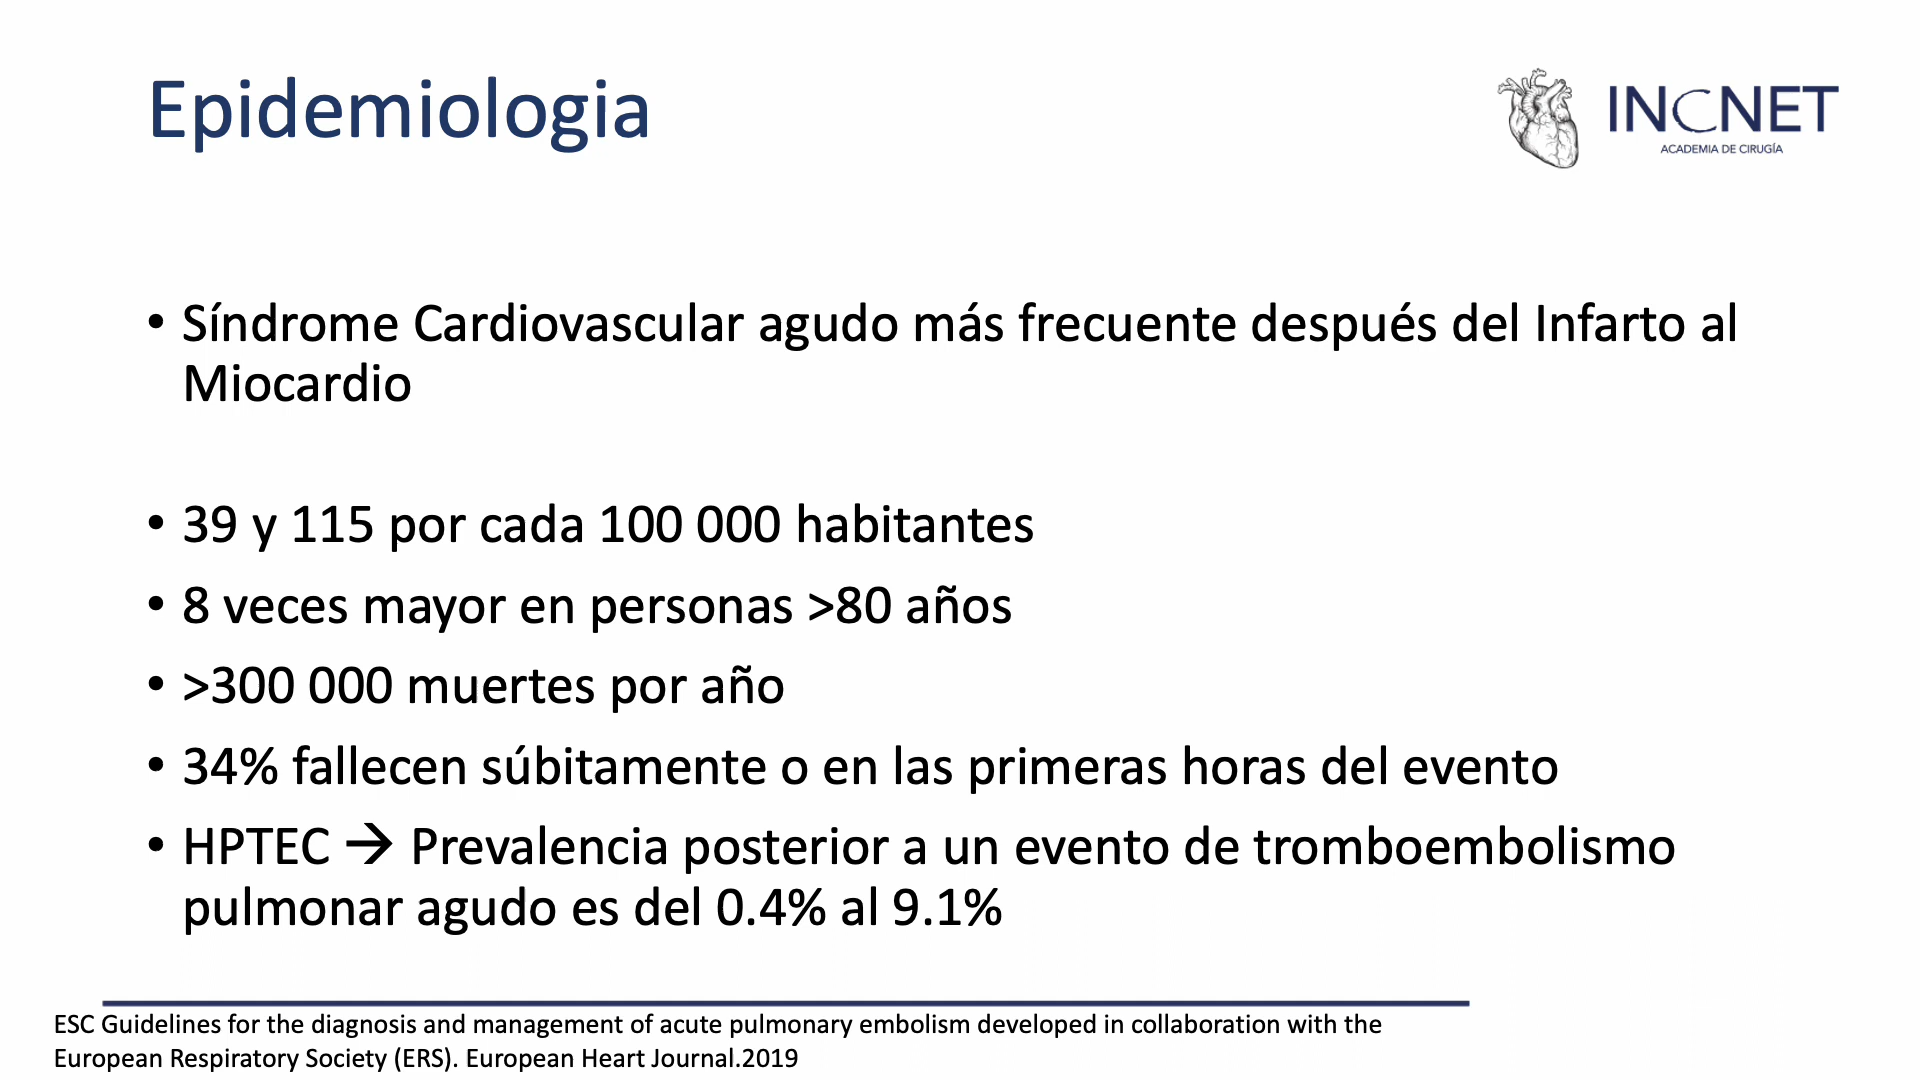 Epidemiologia
INCNET
ACADEMIA DE CIRUGÍA
• Síndrome Cardiovascular agudo más frecuente después del Infarto al
Miocardio
• 39 y 115 por cada 100 000 habitantes
• 8 veces mayor en personas >80 años
• >300 000 muertes por año
• 34% fallecen súbitamente o en las primeras horas del evento
• HPTEC → Prevalencia posterior a un evento de tromboembolismo
pulmonar agudo es del 0.4% al 9.1%
ESC Guidelines for the diagnosis and management of acute pulmonary embolism developed in collaboration with the
European Respiratory Society (ERS). European Heart Journal.2019